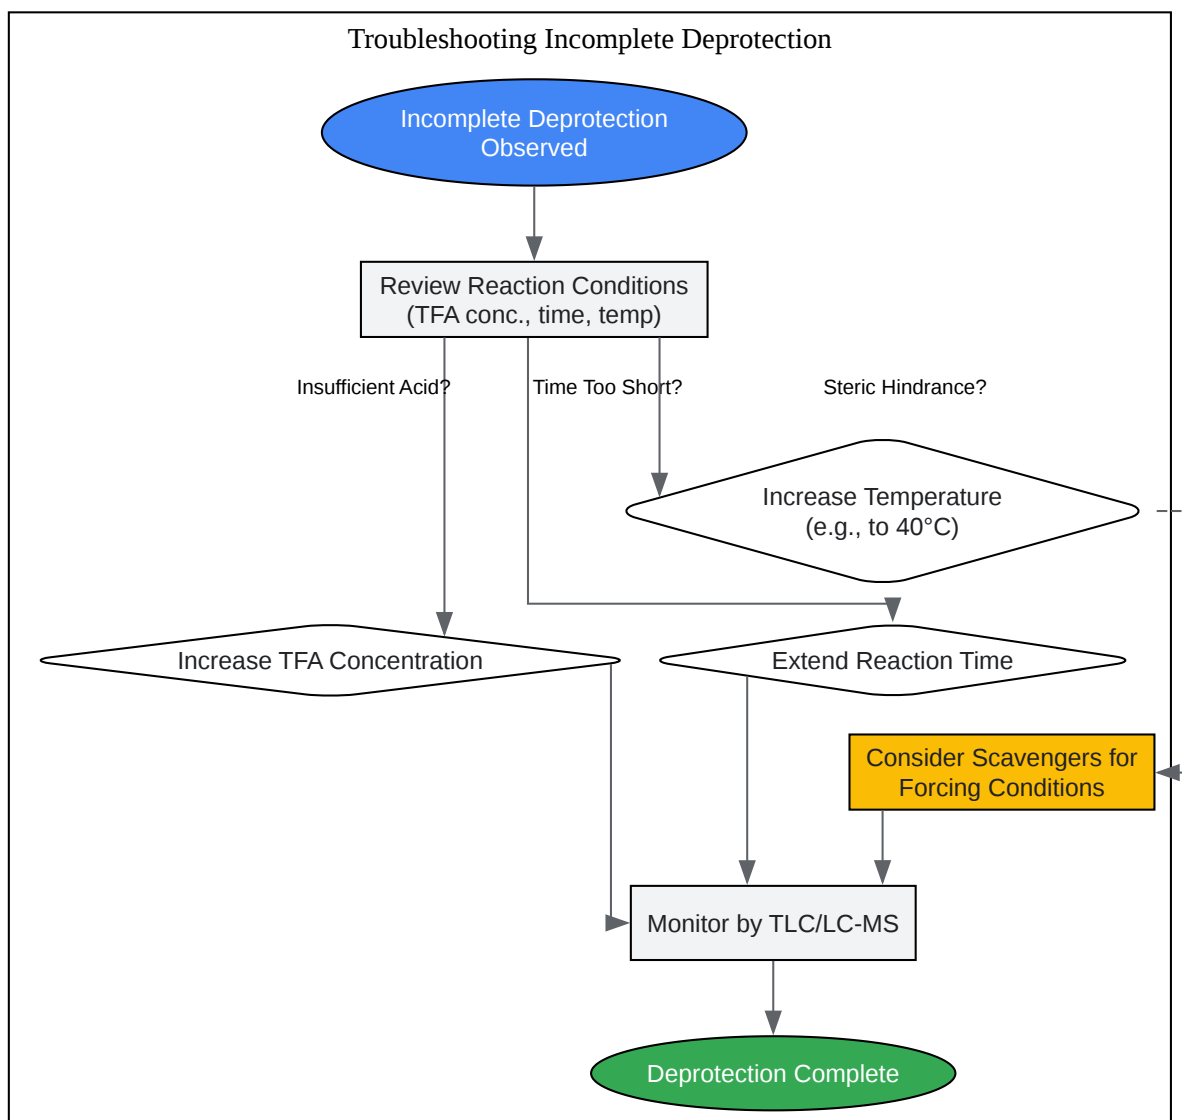 Troubleshooting Incomplete Deprotection
Incomplete Deprotection
Observed
Review Reaction Conditions
(TFA conc., time, temp)
Insufficient Acid?
Time Too Short?
Steric Hindrance?
Increase Temperature
(e.g., to 40°C)
Increase TFA Concentration
Extend Reaction Time
Consider Scavengers for
Forcing Conditions
Monitor by TLC/LC-MS
Deprotection Complete